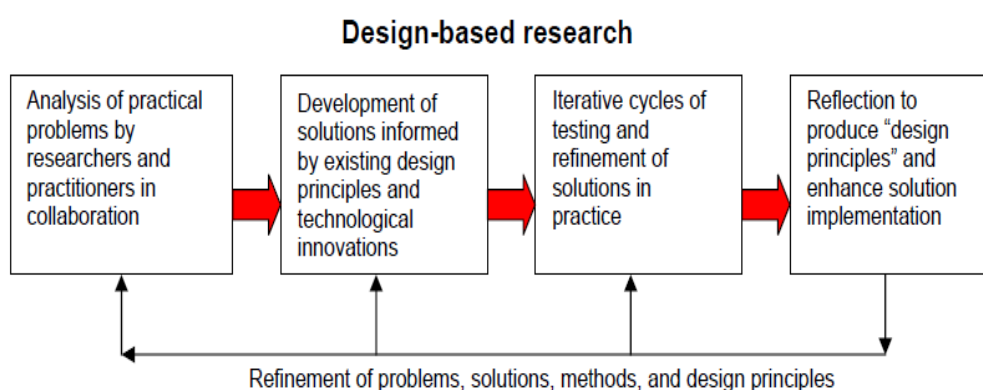 Design-based research
Analysis of practical
problems by
researchers and
practitioners in
collaboration
Development of
solutions informed
by existing design
principles and
technological
innovations
Iterative cycles of
testing and
refinement of
solutions in
practice
Reflection to
produce “design
principles” and
enhance solution
implementation
Refinement of problems, solutions, methods, and design principles